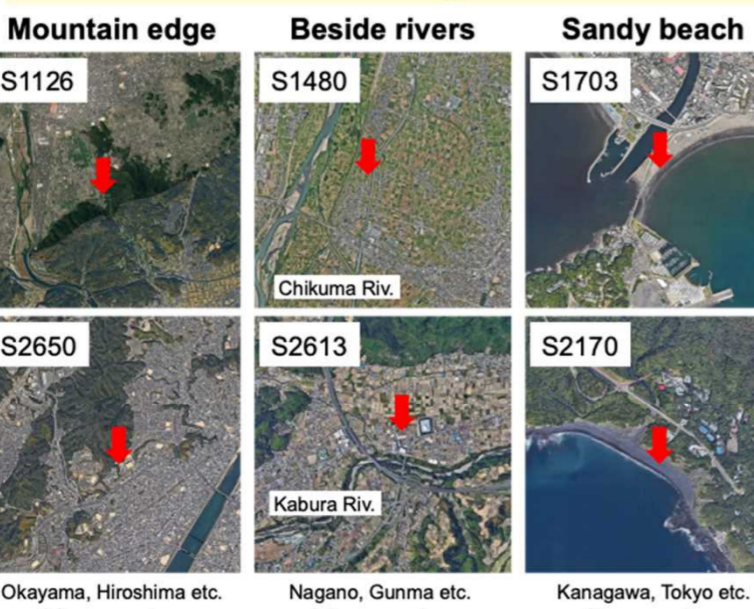 Mountain edge
Beside rivers
Sandy beach
S1126
S1480
S1703
Chikuma Riv.
S2650
S2613
S2170
Kabura Riv.
Okayama, Hiroshima etc.
Nagano, Gunma etc.
Kanagawa, Tokyo etc.